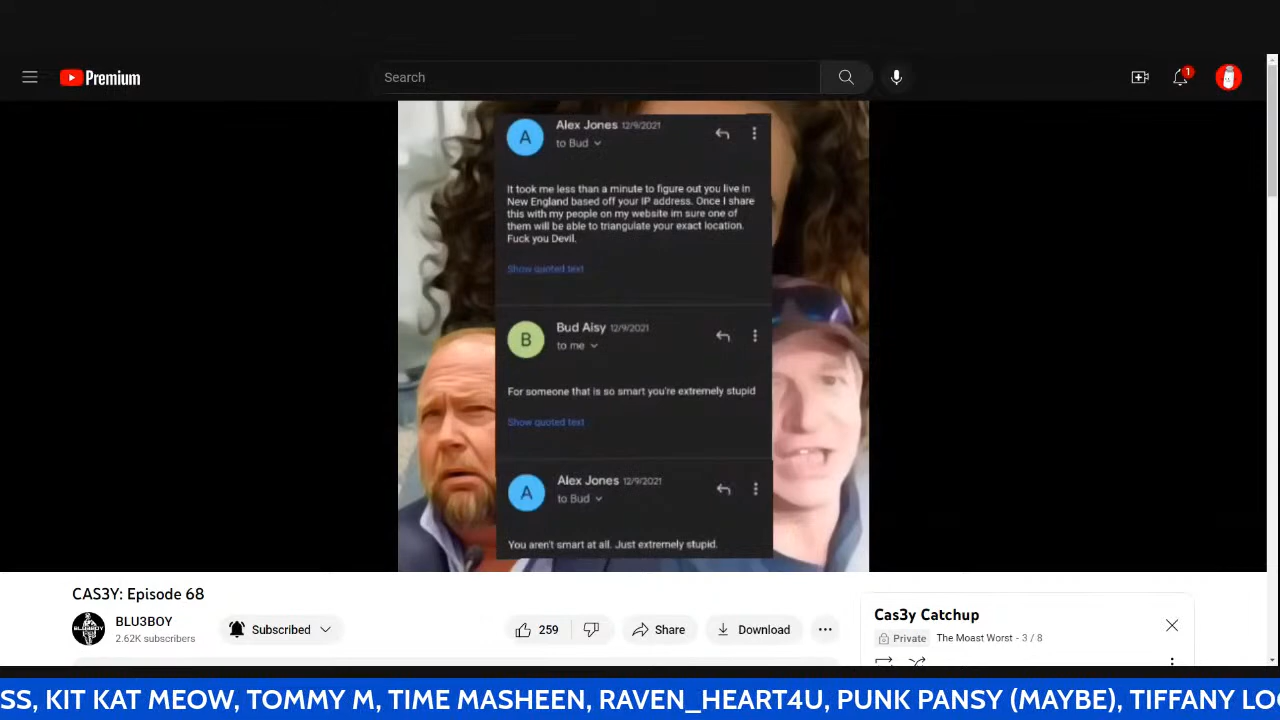 Premium
Search
1
Alex Jones 12/9/2021
A
to Bud
It took me less than a minute to figure out you live in
New England based off your IP address. Once I share
this with my people on my website im sure one of
them will be able to triangulate your exact location.
Fuck you Devil.
Show quoted text
Bud Aisy 12/9/2021
B
to me
For someone that is so smart you're extremely stupid
Show quoted text
Alex Jones 12/9/2021
A
to Bud
You aren't smart at all. Just extremely stupid.
CAS3Y: Episode 68
BLU3BOY
2.62K subscribers
Subscribed
259
Share
Download
Cas3y Catchup
Private The Moast Worst - 3 / 8
SS, KIT KAT MEOW, TOMMY M, TIME MASHEEN, RAVEN_HEART4U, PUNK PANSY (MAYBE), TIFFANY LO